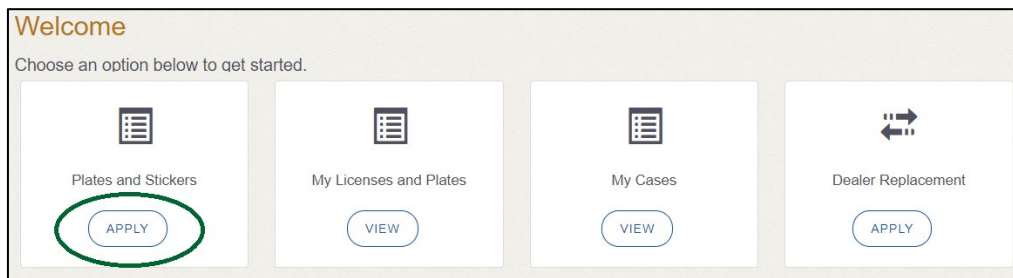 Welcome
Choose an option below to get started.
Plates and Stickers
APPLY
My Licenses and Plates
VIEW
My Cases
VIEW
Dealer Replacement
APPLY